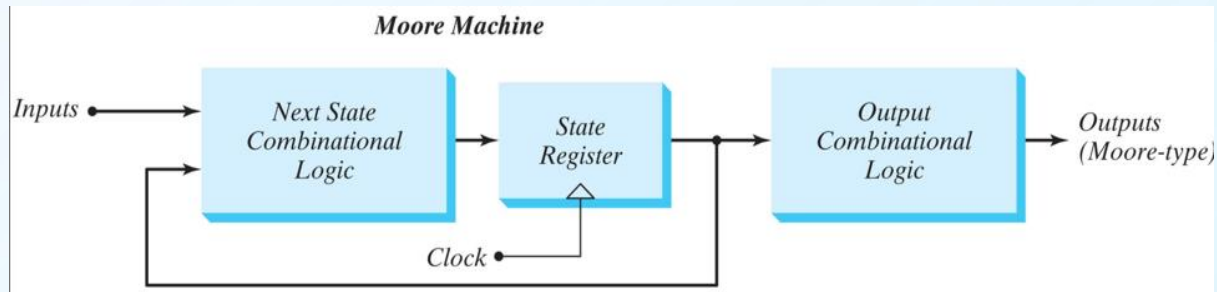 Moore Machine
Inputs
Next State
Combinational
Logic
State
Register
Output
Combinational
Logic
Outputs
(Moore-type)
Clock